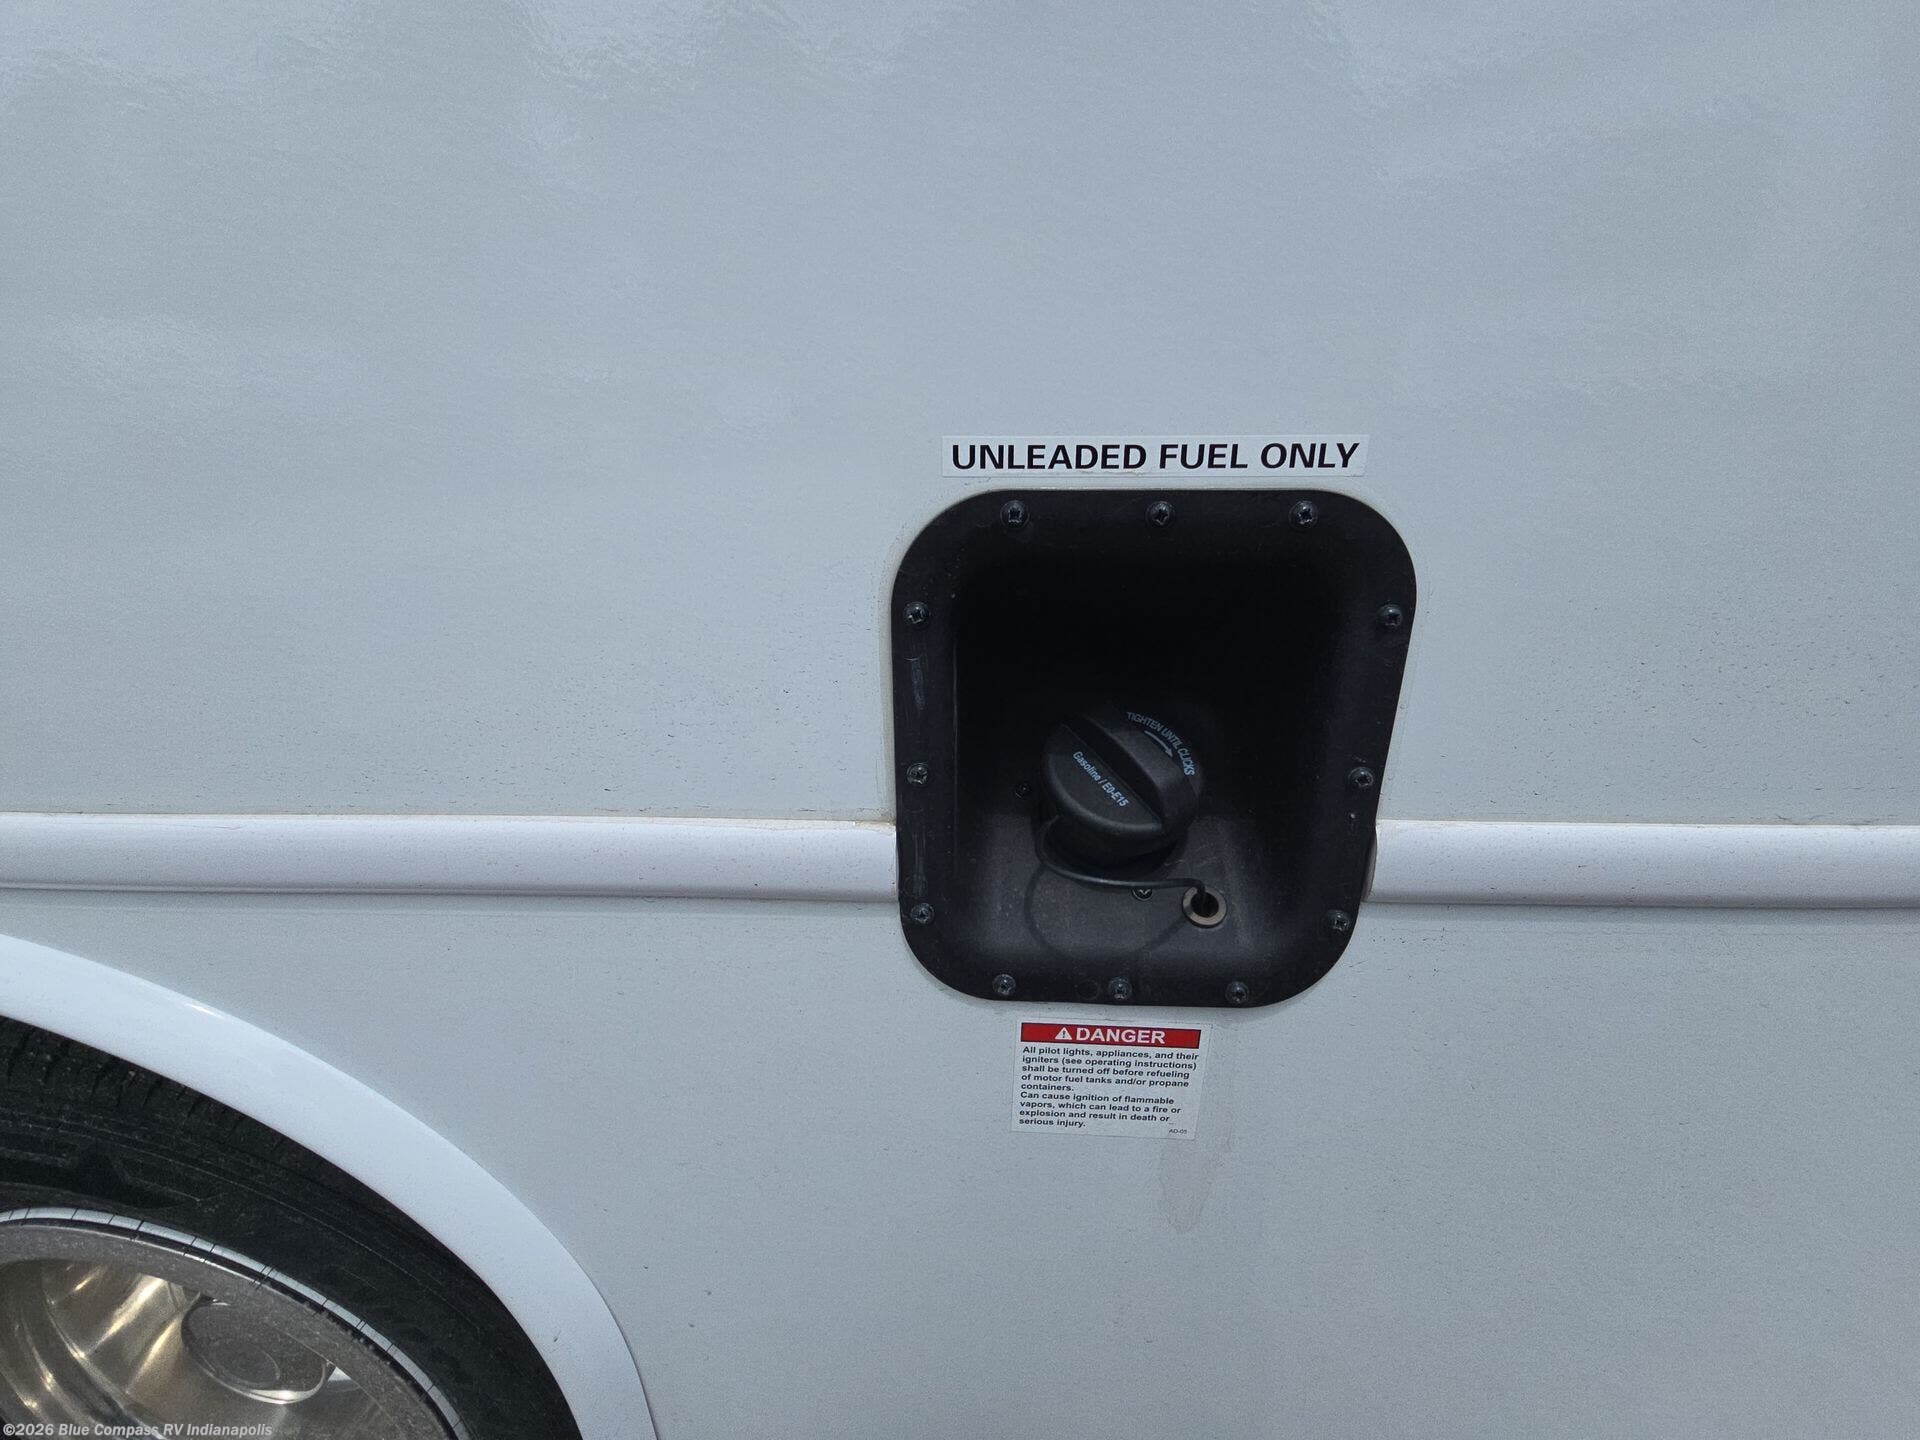 UNLEADED FUEL ONLY
TIGHTEN UNTIL CLICKS
Gasoline / E0-E15
⚠DANGER
All pilot lights, appliances, and their
igniters (see operating instructions)
shall be turned off before refueling
of motor fuel tanks and/or propane
containers.
Can cause ignition of flammable
vapors, which can lead to a fire or
explosion and result in death or
serious injury.
AD-05
©2026 Blue Compass RV Indianapolis